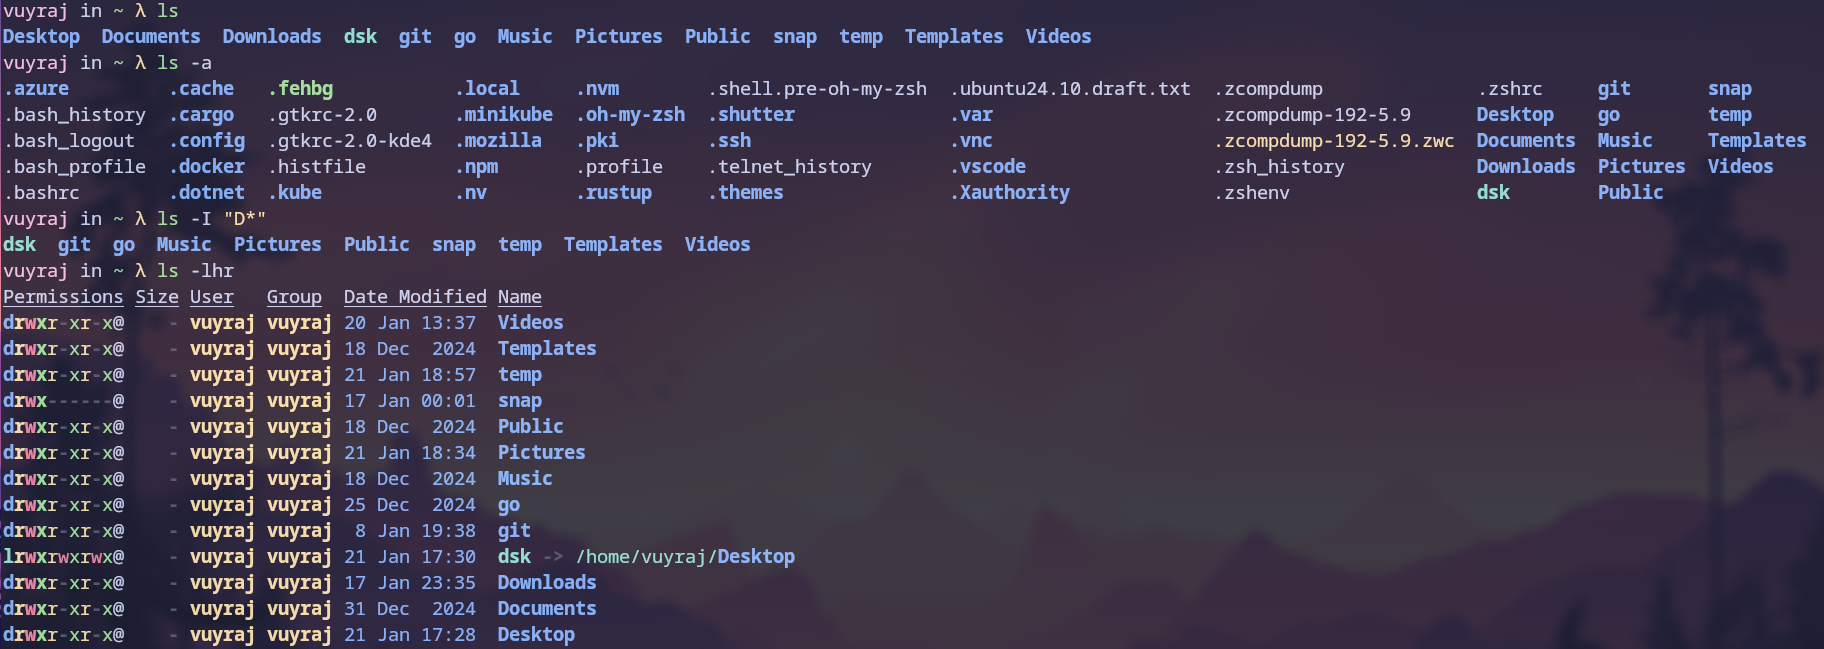 vuyraj in ~ λ ls
Desktop  Documents  Downloads  dsk  git  go  Music  Pictures  Public  snap  temp  Templates  Videos
vuyraj in ~ λ ls -a
.azure         .cache   .fehbg            .local     .nvm        .shell.pre-oh-my-zsh  .ubuntu24.10.draft.txt  .zcompdump              .zshrc     git       snap
.bash_history  .cargo   .gtkrc-2.0        .minikube  .oh-my-zsh  .shutter              .var                    .zcompdump-192-5.9      Desktop    go        temp
.bash_logout   .config  .gtkrc-2.0-kde4  .mozilla   .pki        .ssh                  .vnc                    .zcompdump-192-5.9.zwc  Documents  Music     Templates
.bash_profile  .docker  .histfile         .npm       .profile    .telnet_history       .vscode                 .zsh_history            Downloads  Pictures  Videos
.bashrc        .dotnet  .kube             .nv        .rustup     .themes               .Xauthority             .zshenv                 dsk        Public
vuyraj in ~ λ ls -I "D*"
dsk  git  go  Music  Pictures  Public  snap  temp  Templates  Videos
vuyraj in ~ λ ls -lhr
Permissions Size User   Group  Date Modified Name
drwxr-xr-x@    - vuyraj vuyraj 20 Jan 13:37  Videos
drwxr-xr-x@    - vuyraj vuyraj 18 Dec  2024  Templates
drwxr-xr-x@    - vuyraj vuyraj 21 Jan 18:57  temp
drwx------@    - vuyraj vuyraj 17 Jan 00:01  snap
drwxr-xr-x@    - vuyraj vuyraj 18 Dec  2024  Public
drwxr-xr-x@    - vuyraj vuyraj 21 Jan 18:34  Pictures
drwxr-xr-x@    - vuyraj vuyraj 18 Dec  2024  Music
drwxr-xr-x@    - vuyraj vuyraj 25 Dec  2024  go
drwxr-xr-x@    - vuyraj vuyraj  8 Jan 19:38  git
lrwxrwxrwx@    - vuyraj vuyraj 21 Jan 17:30  dsk -> /home/vuyraj/Desktop
drwxr-xr-x@    - vuyraj vuyraj 17 Jan 23:35  Downloads
drwxr-xr-x@    - vuyraj vuyraj 31 Dec  2024  Documents
drwxr-xr-x@    - vuyraj vuyraj 21 Jan 17:28  Desktop